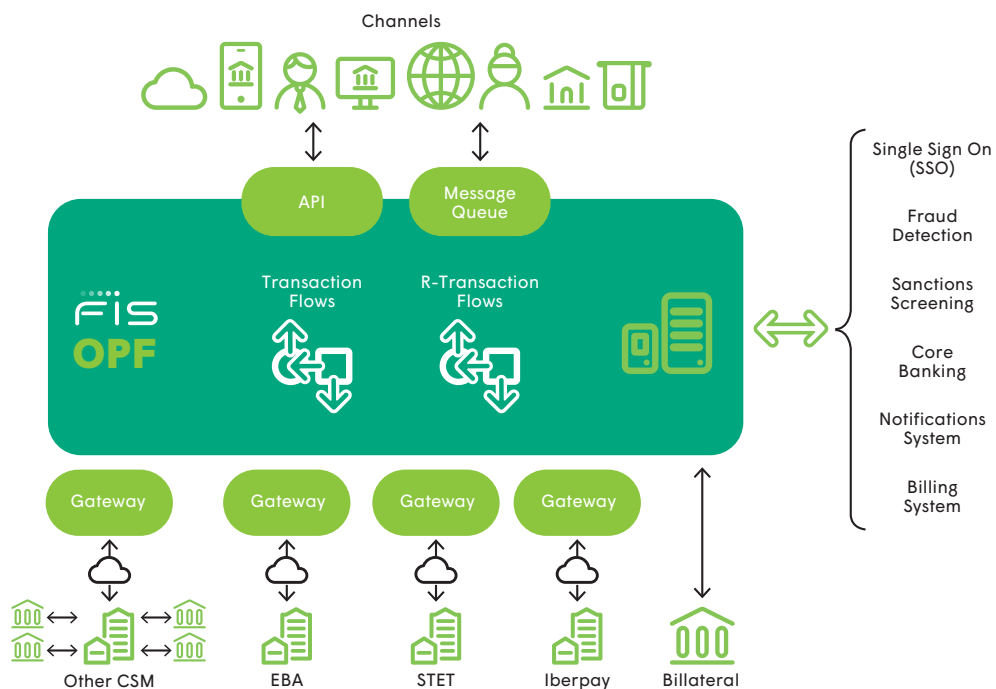 Channels
API
Message
Queue
Transaction
Flows
R-Transaction
Flows
FIS
OPF
Single Sign On
(SSO)
Fraud
Detection
Sanctions
Screening
Core
Banking
Notifications
System
Billing
System
Gateway
Gateway
Gateway
Gateway
Other CSM
EBA
STET
Iberpay
Billateral